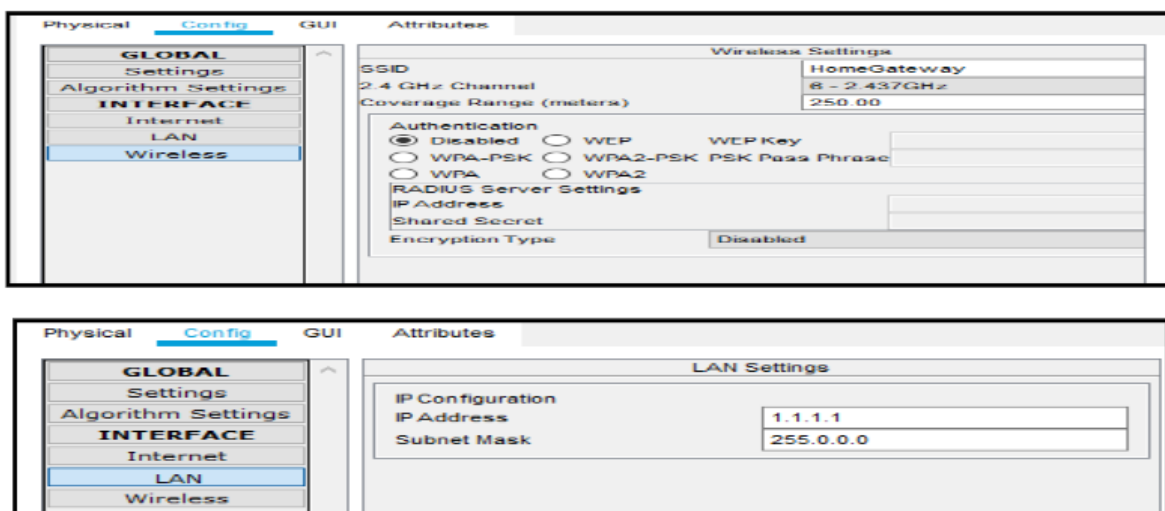 Physical Config GUI Attributes
GLOBAL
Settings
Algorithm Settings
INTERFACE
Internet
LAN
Wireless
Wireless Settings
SSID HomeGateway
2.4 GHz Channel 6 - 2.437GHz
Coverage Range (meters) 250.00
Authentication
Disabled WEP WEP Key
WPA-PSK WPA2-PSK PSK Pass Phrase
WPA WPA2
RADIUS Server Settings
IP Address
Shared Secret
Encryption Type Disabled
Physical Config GUI Attributes
GLOBAL
Settings
Algorithm Settings
INTERFACE
Internet
LAN
Wireless
LAN Settings
IP Configuration
IP Address 1.1.1.1
Subnet Mask 255.0.0.0